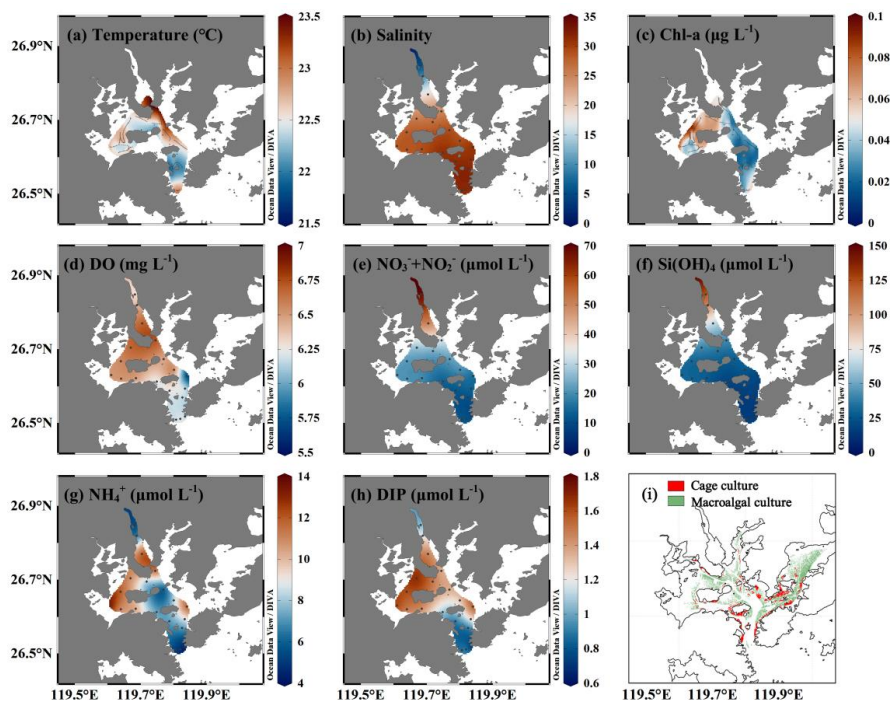 (a) Temperature (℃)
23.5
23
22.5
22
21.5
26.9°N
26.7°N
26.5°N
Ocean Data View / DIVA
(b) Salinity
35
30
25
20
15
10
5
0
Ocean Data View / DIVA
(c) Chl-a (μg L⁻¹)
0.1
0.08
0.06
0.04
0.02
0
Ocean Data View / DIVA
(d) DO (mg L⁻¹)
7
6.75
6.5
6.25
6
5.75
5.5
26.9°N
26.7°N
26.5°N
Ocean Data View / DIVA
(e) NO₃⁻+NO₂⁻ (μmol L⁻¹)
70
60
50
40
30
20
10
0
Ocean Data View / DIVA
(f) Si(OH)₄ (μmol L⁻¹)
150
125
100
75
50
25
0
Ocean Data View / DIVA
(g) NH₄⁺ (μmol L⁻¹)
14
12
10
8
6
4
26.9°N
26.7°N
26.5°N
119.5°E 119.7°E 119.9°E
Ocean Data View / DIVA
(h) DIP (μmol L⁻¹)
1.8
1.6
1.4
1.2
1
0.8
0.6
119.5°E 119.7°E 119.9°E
Ocean Data View / DIVA
(i)
Cage culture
Macroalgal culture
119.5°E 119.7°E 119.9°E